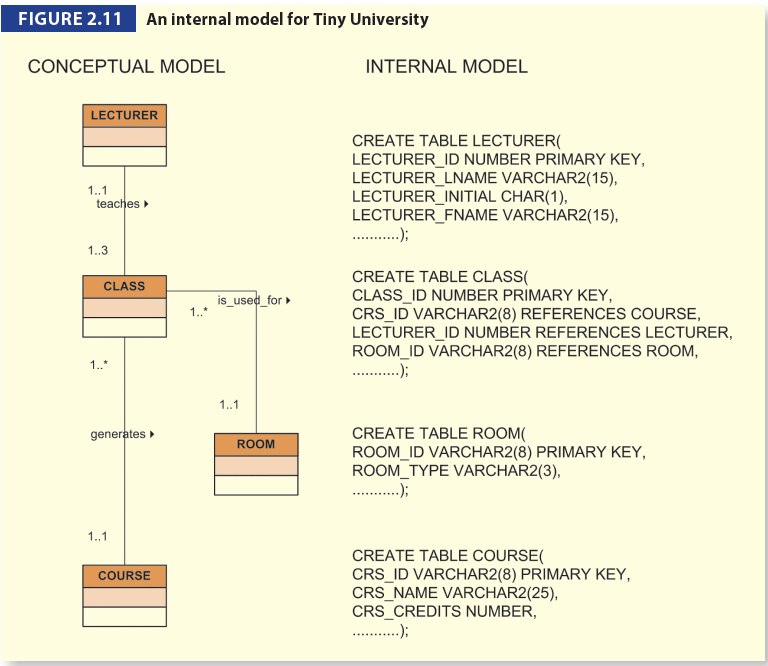 FIGURE 2.11 An internal model for Tiny University
CONCEPTUAL MODEL
INTERNAL MODEL
LECTURER
1..1
teaches
1..3
CLASS
is_used_for
1..*
1..*
1..1
generates
ROOM
1..1
COURSE
CREATE TABLE LECTURER(
LECTURER_ID NUMBER PRIMARY KEY,
LECTURER_LNAME VARCHAR2(15),
LECTURER_INITIAL CHAR(1),
LECTURER_FNAME VARCHAR2(15),
...........);
CREATE TABLE CLASS(
CLASS_ID NUMBER PRIMARY KEY,
CRS_ID VARCHAR2(8) REFERENCES COURSE,
LECTURER_ID NUMBER REFERENCES LECTURER,
ROOM_ID VARCHAR2(8) REFERENCES ROOM,
...........);
CREATE TABLE ROOM(
ROOM_ID VARCHAR2(8) PRIMARY KEY,
ROOM_TYPE VARCHAR2(3),
...........);
CREATE TABLE COURSE(
CRS_ID VARCHAR2(8) PRIMARY KEY,
CRS_NAME VARCHAR2(25),
CRS_CREDITS NUMBER,
...........);